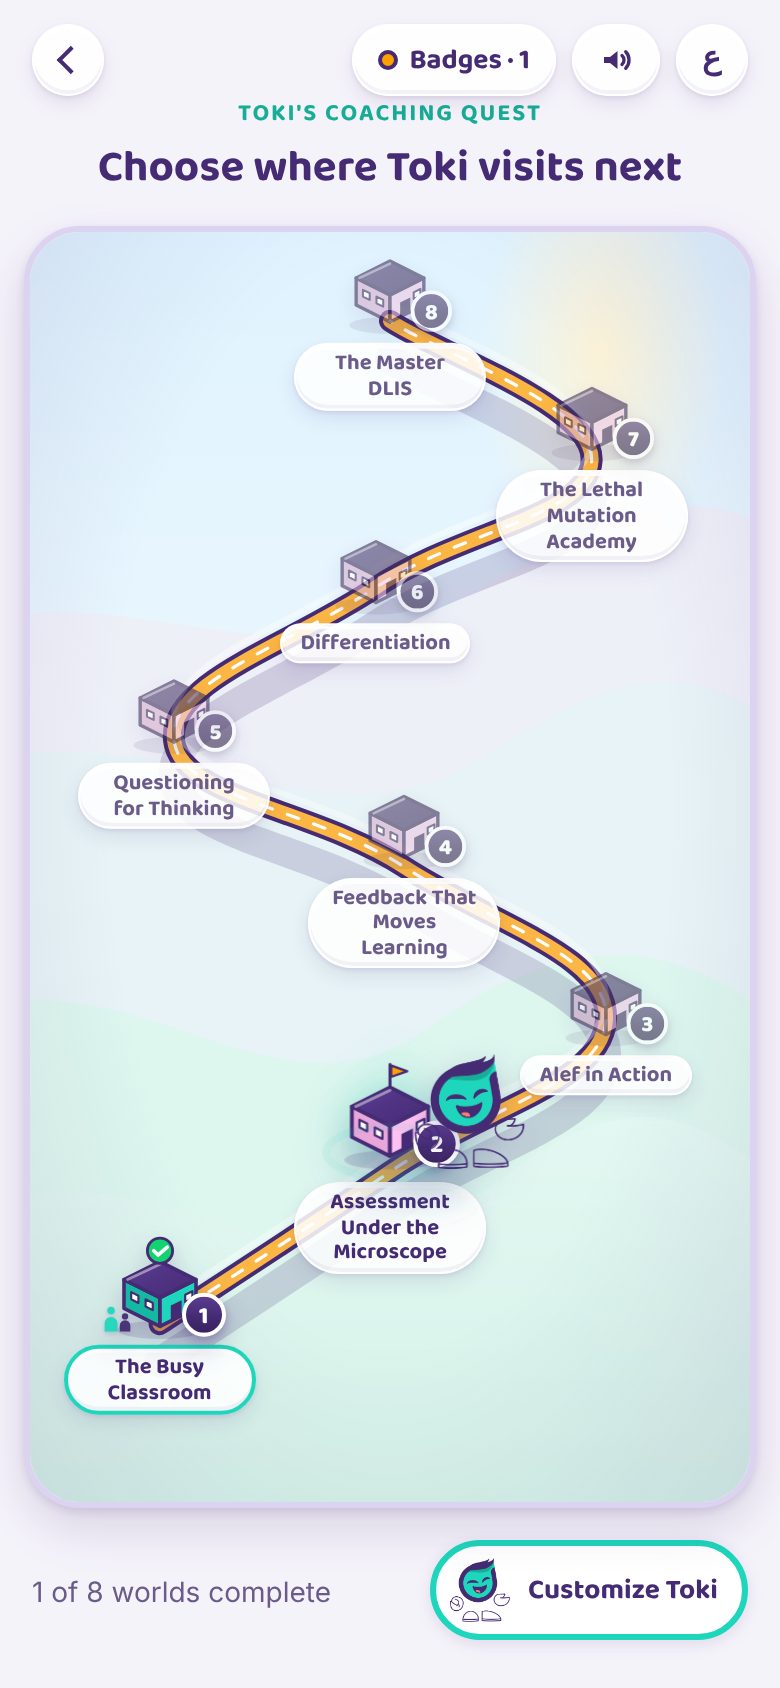 Badges · 1
ع
TOKI'S COACHING QUEST
Choose where Toki visits next
8
The Master
DLIS
7
The Lethal
Mutation
Academy
6
Differentiation
5
Questioning
for Thinking
4
Feedback That
Moves
Learning
3
Alef in Action
2
Assessment
Under the
Microscope
1
The Busy
Classroom
1 of 8 worlds complete
Customize Toki